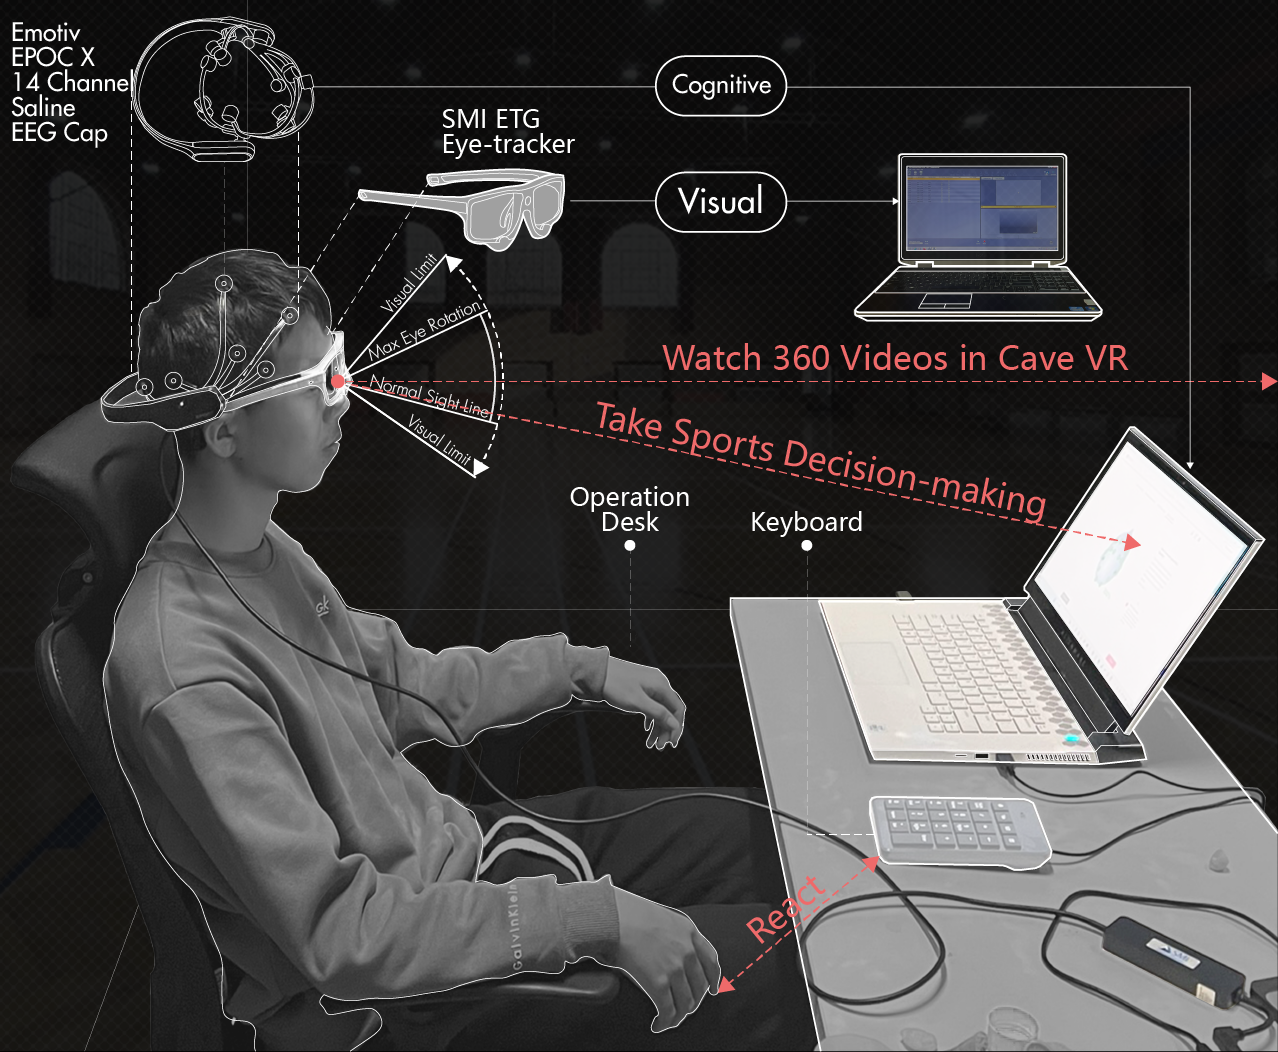 Emotiv
EPOC X
14 Channel
Saline
EEG Cap
Cognitive
SMI ETG
Eye-tracker
Visual
Visual Limit
Max Eye Rotation
Normal Sight Line
Visual Limit
Watch 360 Videos in Cave VR
Take Sports Decision-making
Operation
Desk
Keyboard
gk
React
CalvinKlein